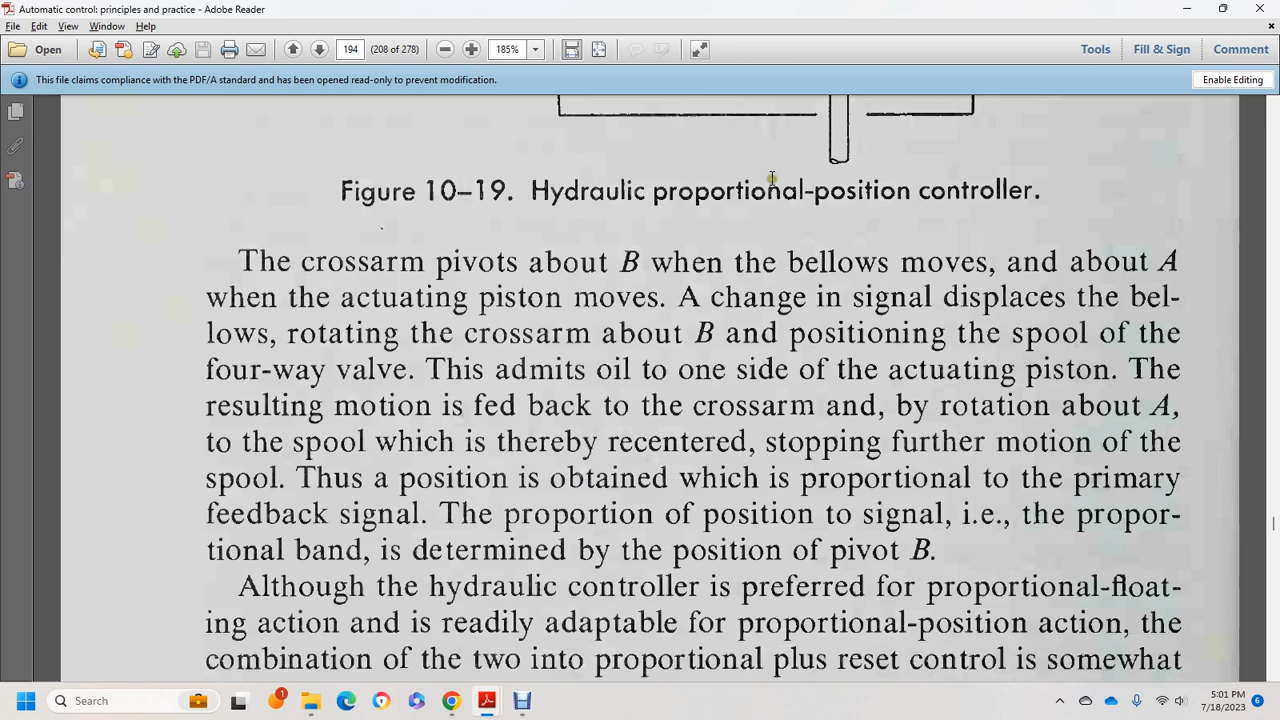 Automatic control: principles and practice - Adobe Reader
File Edit View Window Help
Open 194 (208 of 278) 185% Tools Fill & Sign Comment
This file claims compliance with the PDF/A standard and has been opened read-only to prevent modification. Enable Editing
Figure 10–19. Hydraulic proportional-position controller.
The crossarm pivots about B when the bellows moves, and about A
when the actuating piston moves. A change in signal displaces the bel-
lows, rotating the crossarm about B and positioning the spool of the
four-way valve. This admits oil to one side of the actuating piston. The
resulting motion is fed back to the crossarm and, by rotation about A,
to the spool which is thereby recentered, stopping further motion of the
spool. Thus a position is obtained which is proportional to the primary
feedback signal. The proportion of position to signal, i.e., the propor-
tional band, is determined by the position of pivot B.
Although the hydraulic controller is preferred for proportional-float-
ing action and is readily adaptable for proportional-position action, the
combination of the two into proportional plus reset control is somewhat
Search 1 5:01 PM
7/18/2023 6